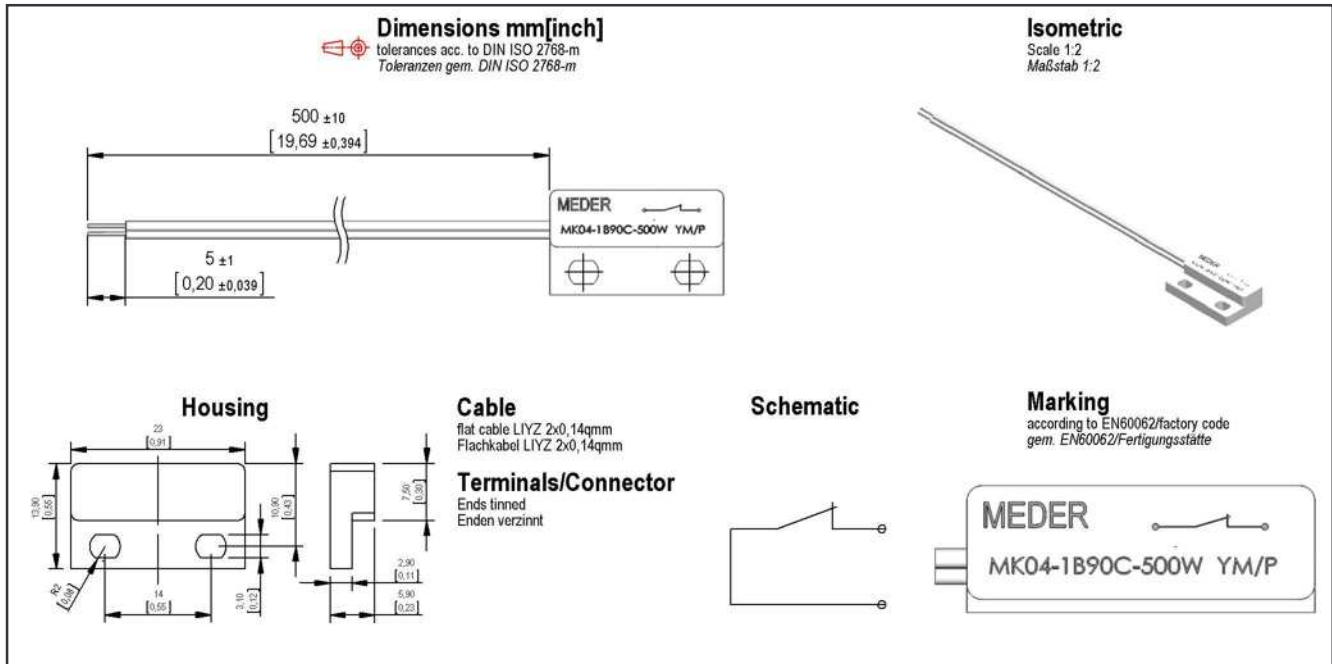 Dimensions mm[inch]
tolerances acc. to DIN ISO 2768-m
Toleranzen gem. DIN ISO 2768-m
Isometric
Scale 1:2
Maßstab 1:2
500 ±10
[19,69 ±0,394]
MEDER
MK04-1B90C-500W YM/P
5 ±1
[0,20 ±0,039]
MEDER
Housing
23
[0,91]
13,90
[0,55]
10,90
[0,43]
7,50
[0,30]
R2
[0,08]
14
[0,55]
3,10
[0,12]
2,90
[0,11]
5,90
[0,23]
Cable
flat cable LIYZ 2x0,14qmm
Flachkabel LIYZ 2x0,14qmm
Terminals/Connector
Ends tinned
Enden verzinnt
Schematic
Marking
according to EN60062/factory code
gem. EN60062/Fertigungsstätte
MEDER
MK04-1B90C-500W YM/P